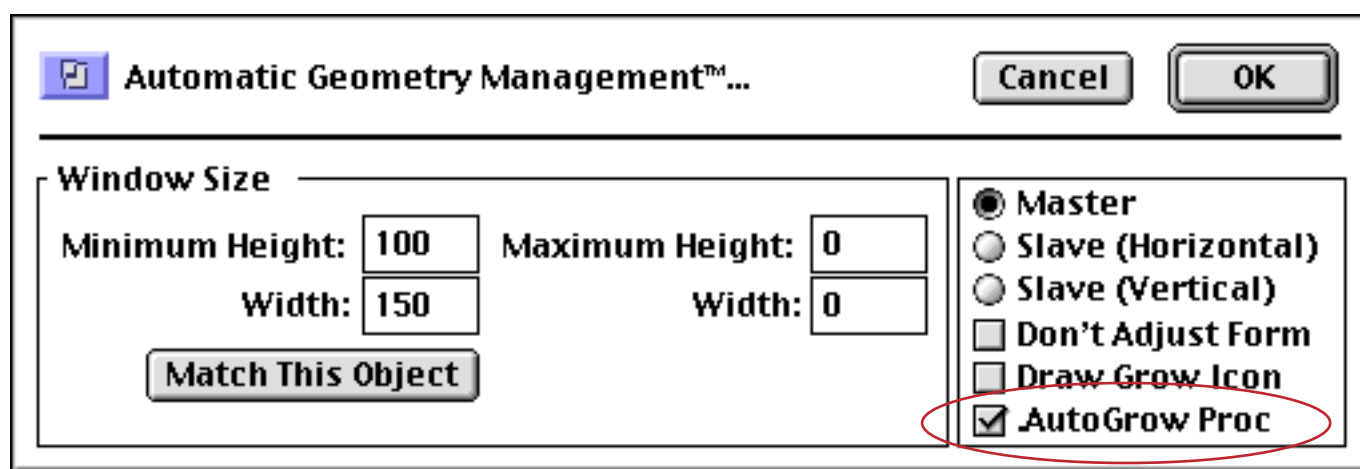 Automatic Geometry Management™...
Cancel
OK
Window Size
Minimum Height: 100
Maximum Height: 0
Width: 150
Width: 0
Match This Object
Master
Slave (Horizontal)
Slave (Vertical)
Don't Adjust Form
Draw Grow Icon
.AutoGrow Proc